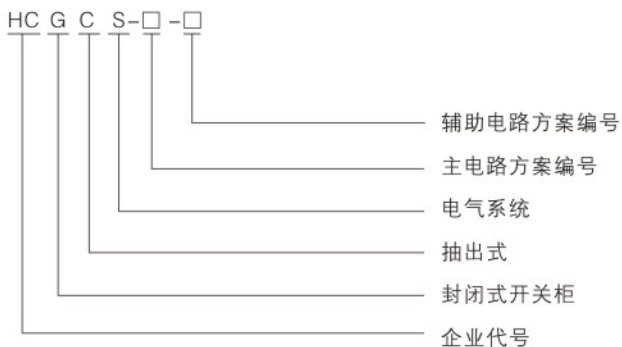 HC G C S-□-□
辅助电路方案编号
主电路方案编号
电气系统
抽出式
封闭式开关柜
企业代号